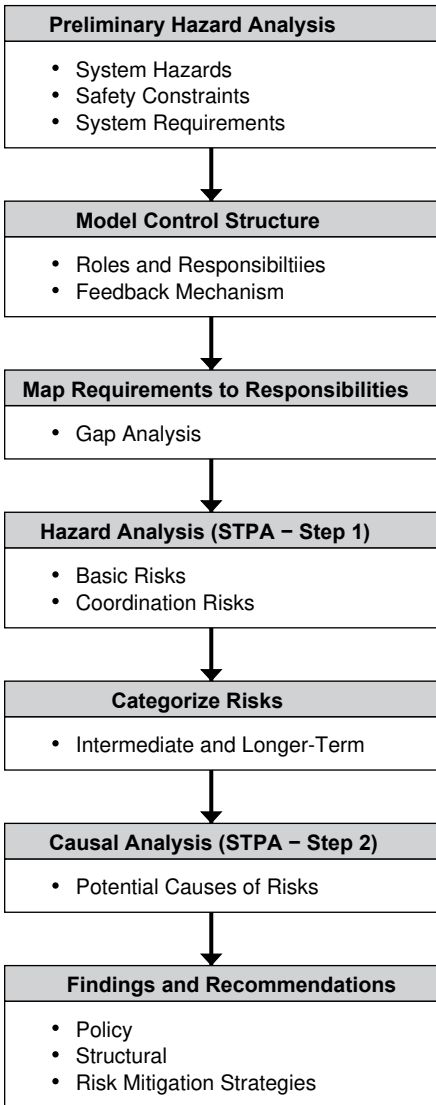 Preliminary Hazard Analysis
• System Hazards
• Safety Constraints
• System Requirements
Model Control Structure
• Roles and Responsibiltiies
• Feedback Mechanism
Map Requirements to Responsibilities
• Gap Analysis
Hazard Analysis (STPA − Step 1)
• Basic Risks
• Coordination Risks
Categorize Risks
• Intermediate and Longer-Term
Causal Analysis (STPA − Step 2)
• Potential Causes of Risks
Findings and Recommendations
• Policy
• Structural
• Risk Mitigation Strategies